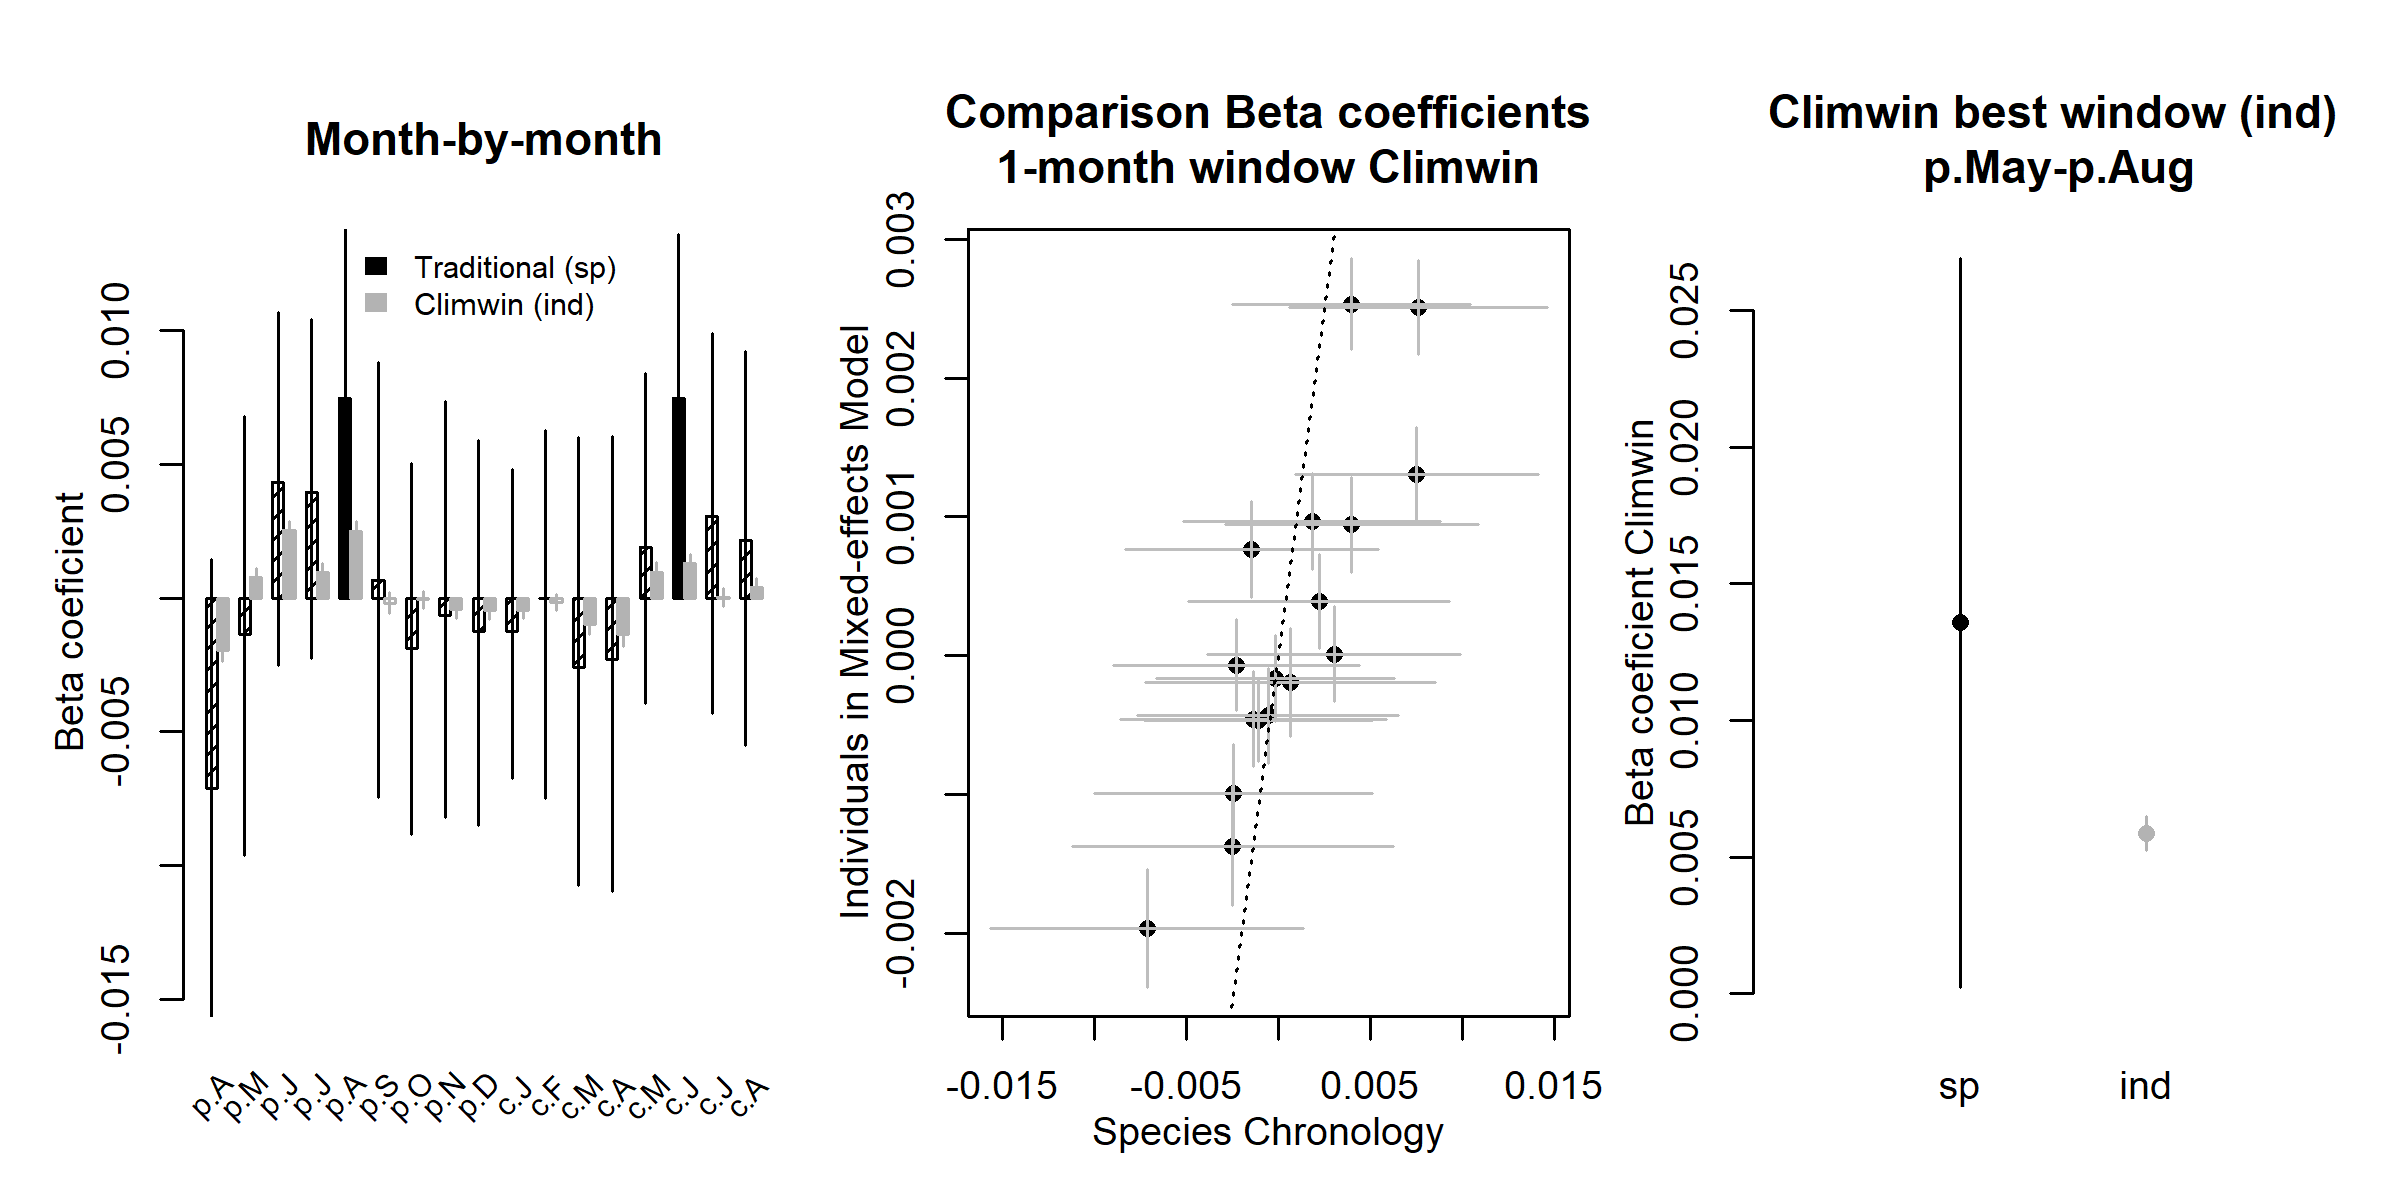 Month-by-month
Traditional (sp)
Climwin (ind)
Beta coeficient
0.010
0.005
-0.005
-0.015
p.A
p.M
p.J
p.J
p.A
p.S
p.O
p.N
p.D
c.J
c.F
c.M
c.A
c.M
c.J
c.J
c.A
Comparison Beta coefficients
1-month window Climwin
Individuals in Mixed-effects Model
0.003
0.002
0.001
0.000
-0.002
-0.015
-0.005
0.005
0.015
Species Chronology
Climwin best window (ind)
p.May-p.Aug
Beta coeficient Climwin
0.025
0.020
0.015
0.010
0.005
0.000
sp
ind